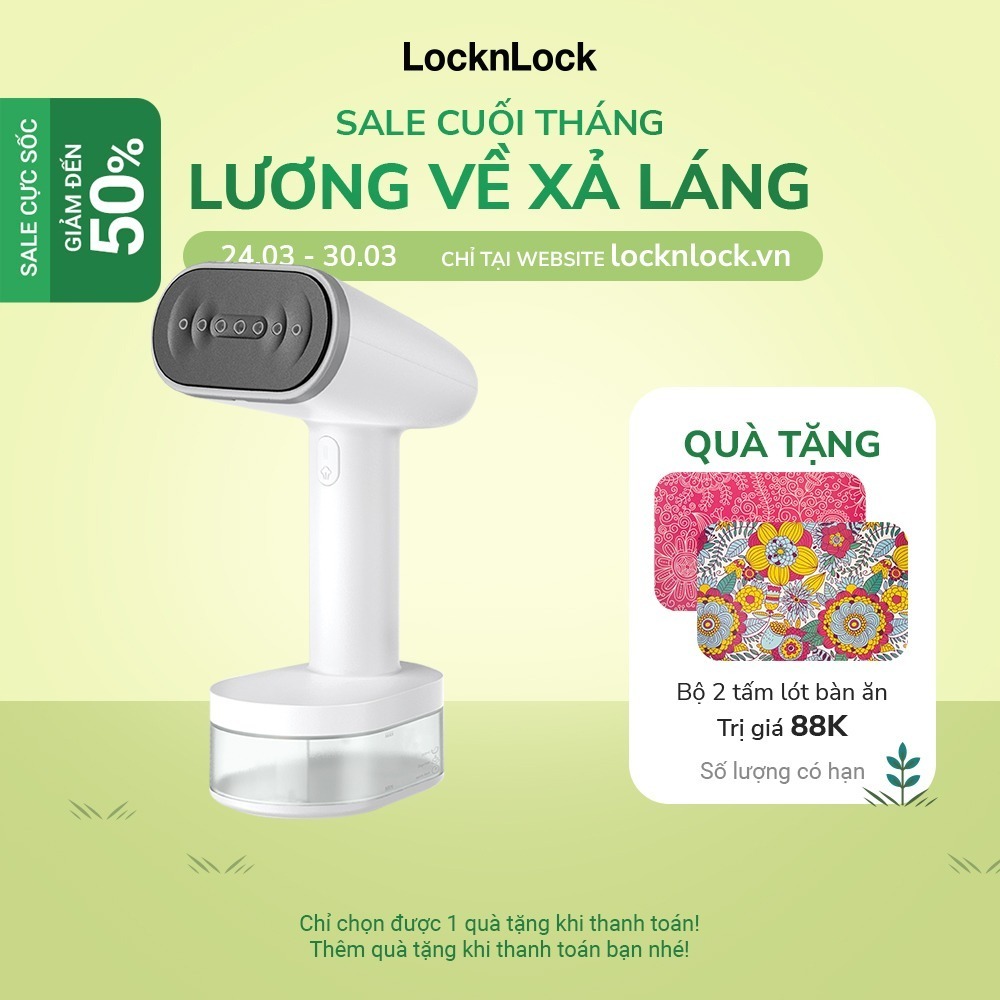 LocknLock
SALE CUỐI THÁNG
LƯƠNG VỀ XẢ LÁNG
24.03 - 30.03 CHỈ TẠI WEBSITE locknlock.vn
SALE CỰC SỐC
GIẢM ĐẾN
50%
QUÀ TẶNG
Bộ 2 tấm lót bàn ăn
Trị giá 88K
Số lượng có hạn
Chỉ chọn được 1 quà tặng khi thanh toán!
Thêm quà tặng khi thanh toán bạn nhé!